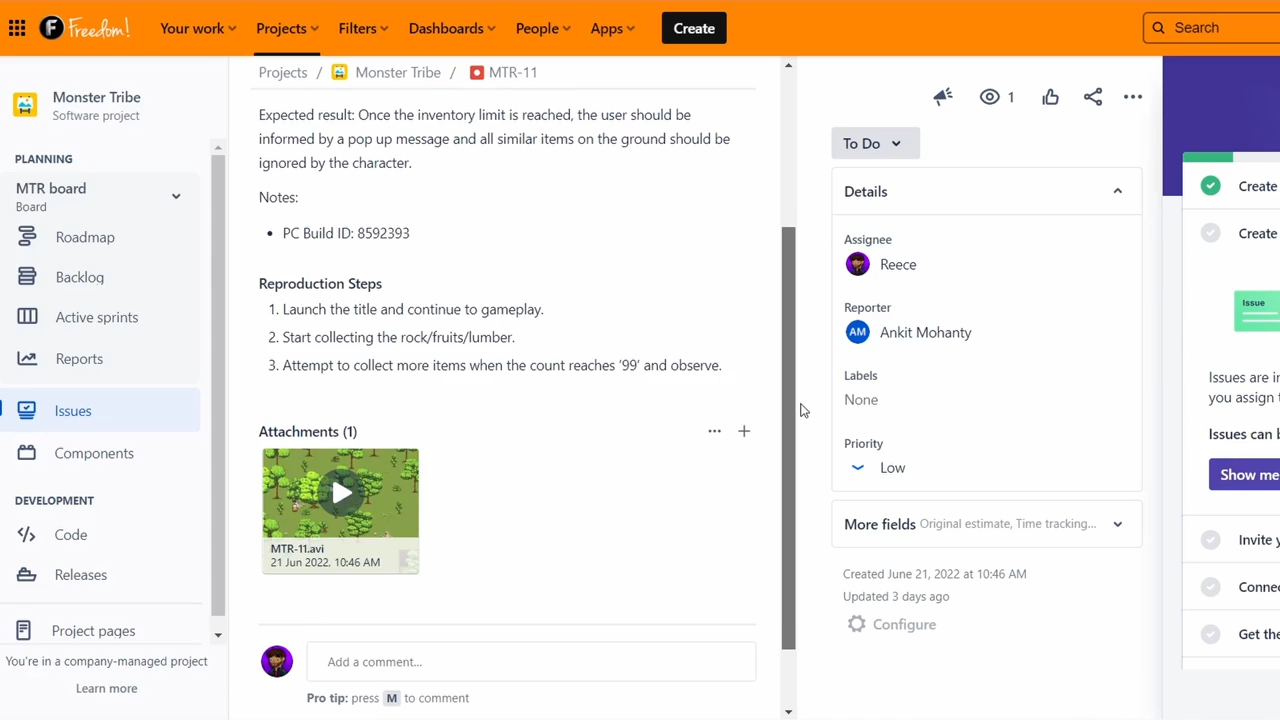 Freedom!
Your work
Projects
Filters
Dashboards
People
Apps
Create
Search
Monster Tribe
Software project
PLANNING
MTR board
Board
Roadmap
Backlog
Active sprints
Reports
Issues
Components
DEVELOPMENT
Code
Releases
Project pages
You're in a company-managed project
Learn more
Projects / Monster Tribe / MTR-11
Expected result: Once the inventory limit is reached, the user should be
informed by a pop up message and all similar items on the ground should be
ignored by the character.
Notes:
• PC Build ID: 8592393
Reproduction Steps
1. Launch the title and continue to gameplay.
2. Start collecting the rock/fruits/lumber.
3. Attempt to collect more items when the count reaches '99' and observe.
Attachments (1)
MTR-11.avi
21 Jun 2022, 10:46 AM
Add a comment...
Pro tip: press M to comment
1
To Do
Details
Assignee
Reece
Reporter
AM Ankit Mohanty
Labels
None
Priority
Low
More fields Original estimate, Time tracking...
Created June 21, 2022 at 10:46 AM
Updated 3 days ago
Configure
Create
Create
Issue
Issues are in
you assign t
Issues can b
Show me
Invite y
Connec
Get the